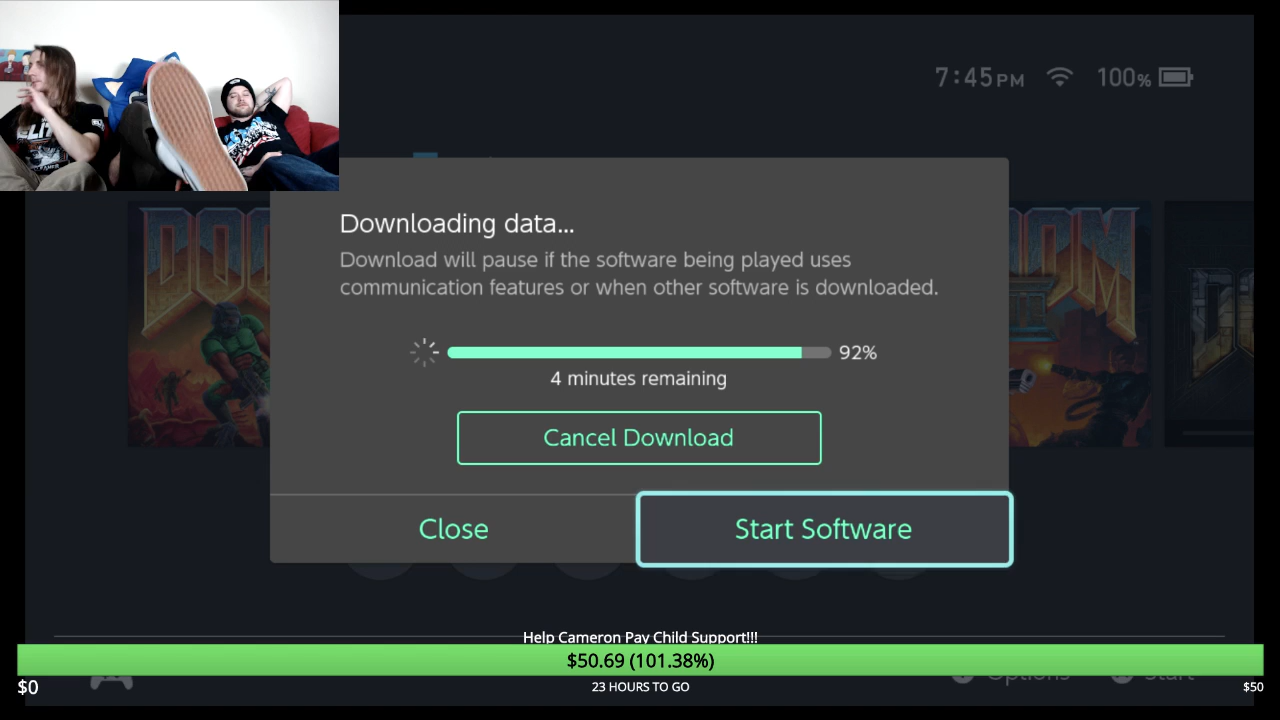 7:45PM 100%
Downloading data...
Download will pause if the software being played uses
communication features or when other software is downloaded.
92%
4 minutes remaining
Cancel Download
Close
Start Software
Help Cameron Pay Child Support!!!
$50.69 (101.38%)
$0
23 HOURS TO GO
$50
Options
Start